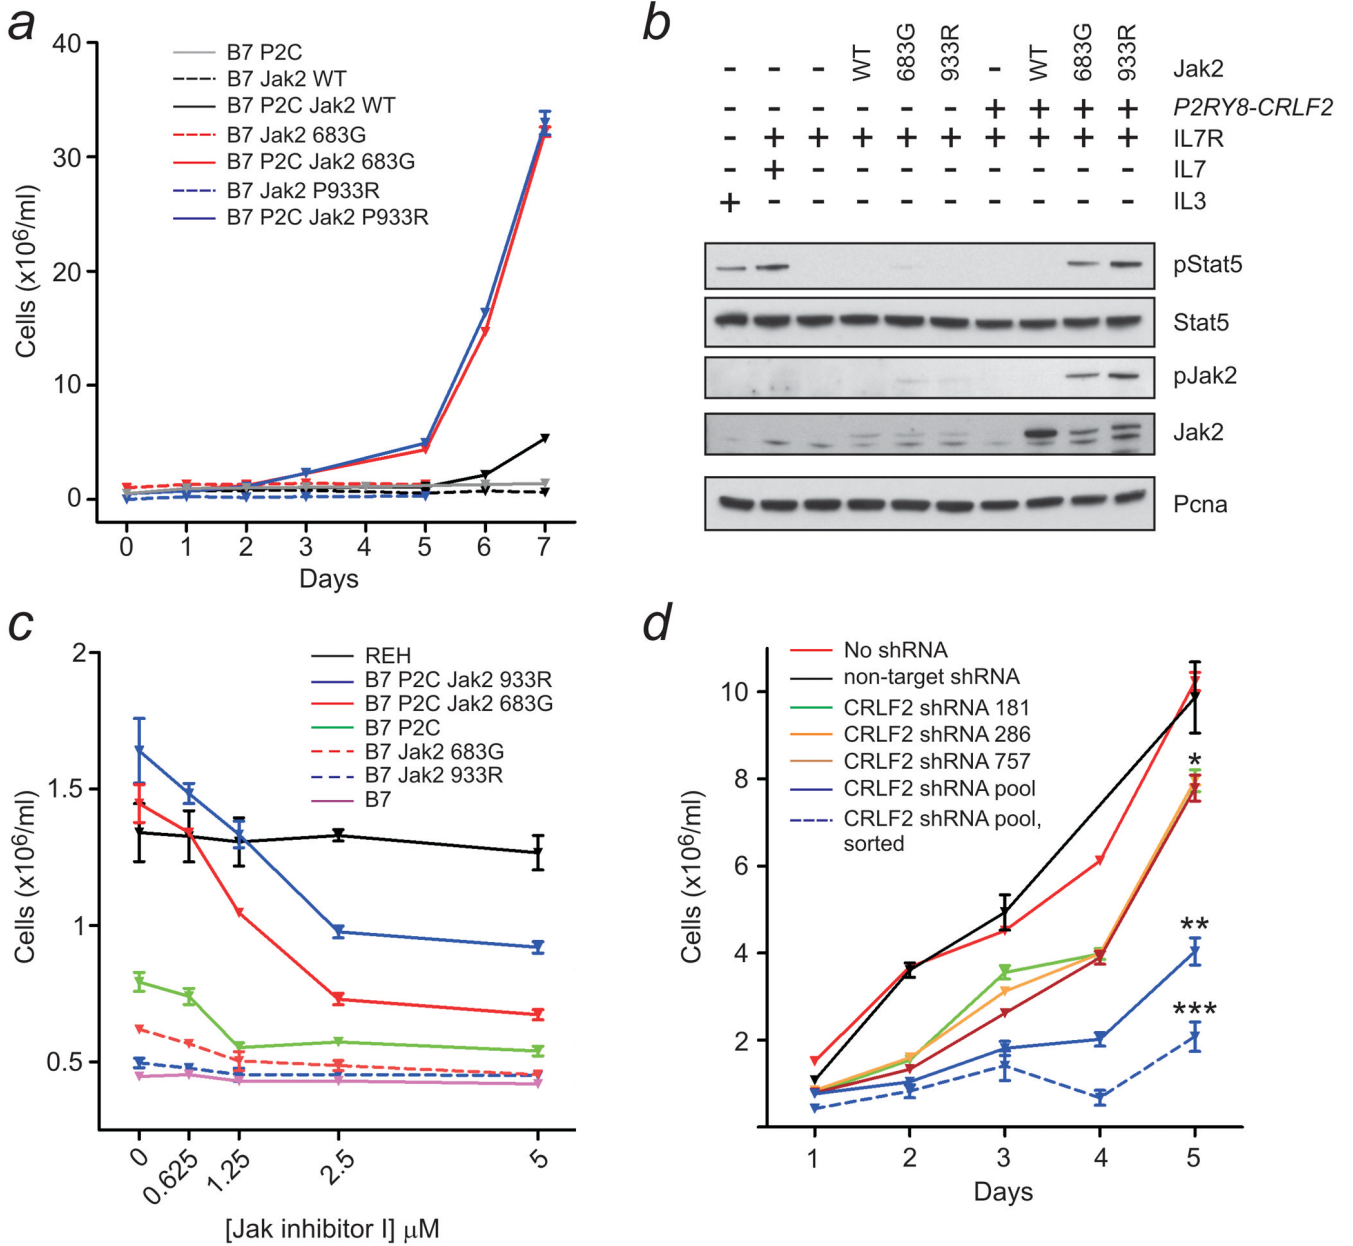 a
40
30
20
10
0
Cells (x10⁶/ml)
B7 P2C
B7 Jak2 WT
B7 P2C Jak2 WT
B7 Jak2 683G
B7 P2C Jak2 683G
B7 Jak2 P933R
B7 P2C Jak2 P933R
0 1 2 3 4 5 6 7
Days
b
- - - WT 683G 933R - WT 683G 933R Jak2
- - - - - - + + + + P2RY8-CRLF2
- + + + + + + + + + IL7R
- + - - - - - - - - IL7
+ - - - - - - - - - IL3
pStat5
Stat5
pJak2
Jak2
Pcna
c
2
1.5
1
0.5
Cells (x10⁶/ml)
REH
B7 P2C Jak2 933R
B7 P2C Jak2 683G
B7 P2C
B7 Jak2 683G
B7 Jak2 933R
B7
0 0.625 1.25 2.5 5
[Jak inhibitor I] µM
d
10
8
6
4
2
Cells (x10⁶/ml)
No shRNA
non-target shRNA
CRLF2 shRNA 181
CRLF2 shRNA 286
CRLF2 shRNA 757
CRLF2 shRNA pool
CRLF2 shRNA pool,
sorted
*
**
***
1 2 3 4 5
Days